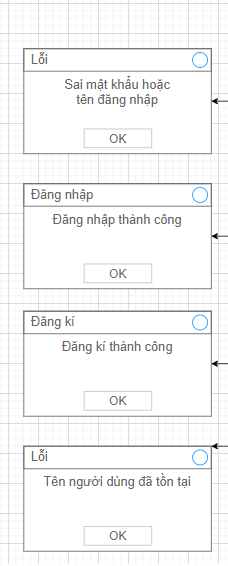 Lỗi
Sai mật khẩu hoặc
tên đăng nhập
OK
Đăng nhập
Đăng nhập thành công
OK
Đăng kí
Đăng kí thành công
OK
Lỗi
Tên người dùng đã tồn tại
OK